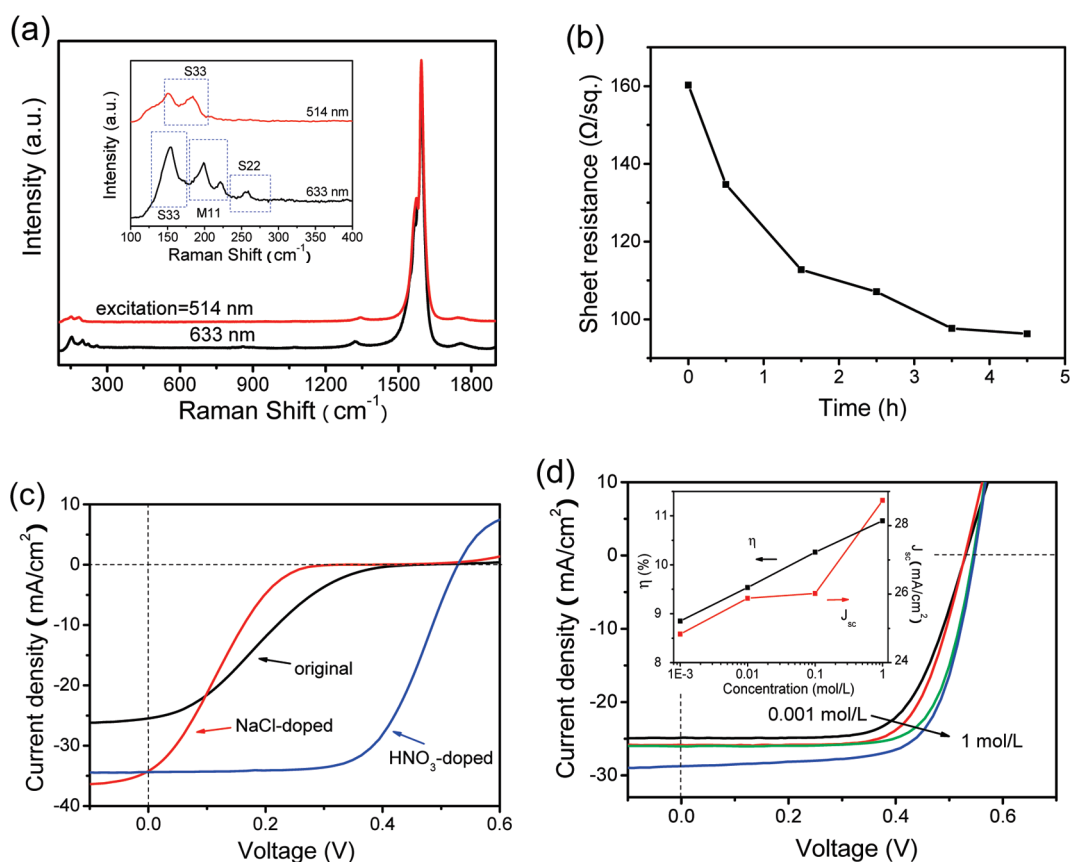 (a)
Intensity (a.u.)
Raman Shift (cm-1)
300
600
900
1200
1500
1800
excitation=514 nm
633 nm
Intensity (a.u.)
Raman Shift (cm-1)
100
150
200
250
300
350
400
S33
514 nm
S22
633 nm
S33
M11
(b)
Sheet resistance (Ω/sq.)
160
140
120
100
0
1
2
3
4
5
Time (h)
(c)
Current density (mA/cm2)
10
0
-10
-20
-30
-40
0.0
0.2
0.4
0.6
Voltage (V)
original
NaCl-doped
HNO3-doped
(d)
Current density (mA/cm2)
10
0
-10
-20
-30
0.0
0.2
0.4
0.6
Voltage (V)
η (%)
11
10
9
8
η
Jsc
28
26
24
Jsc (mA/cm2)
1E-3
0.01
0.1
1
Concentration (mol/L)
0.001 mol/L
1 mol/L